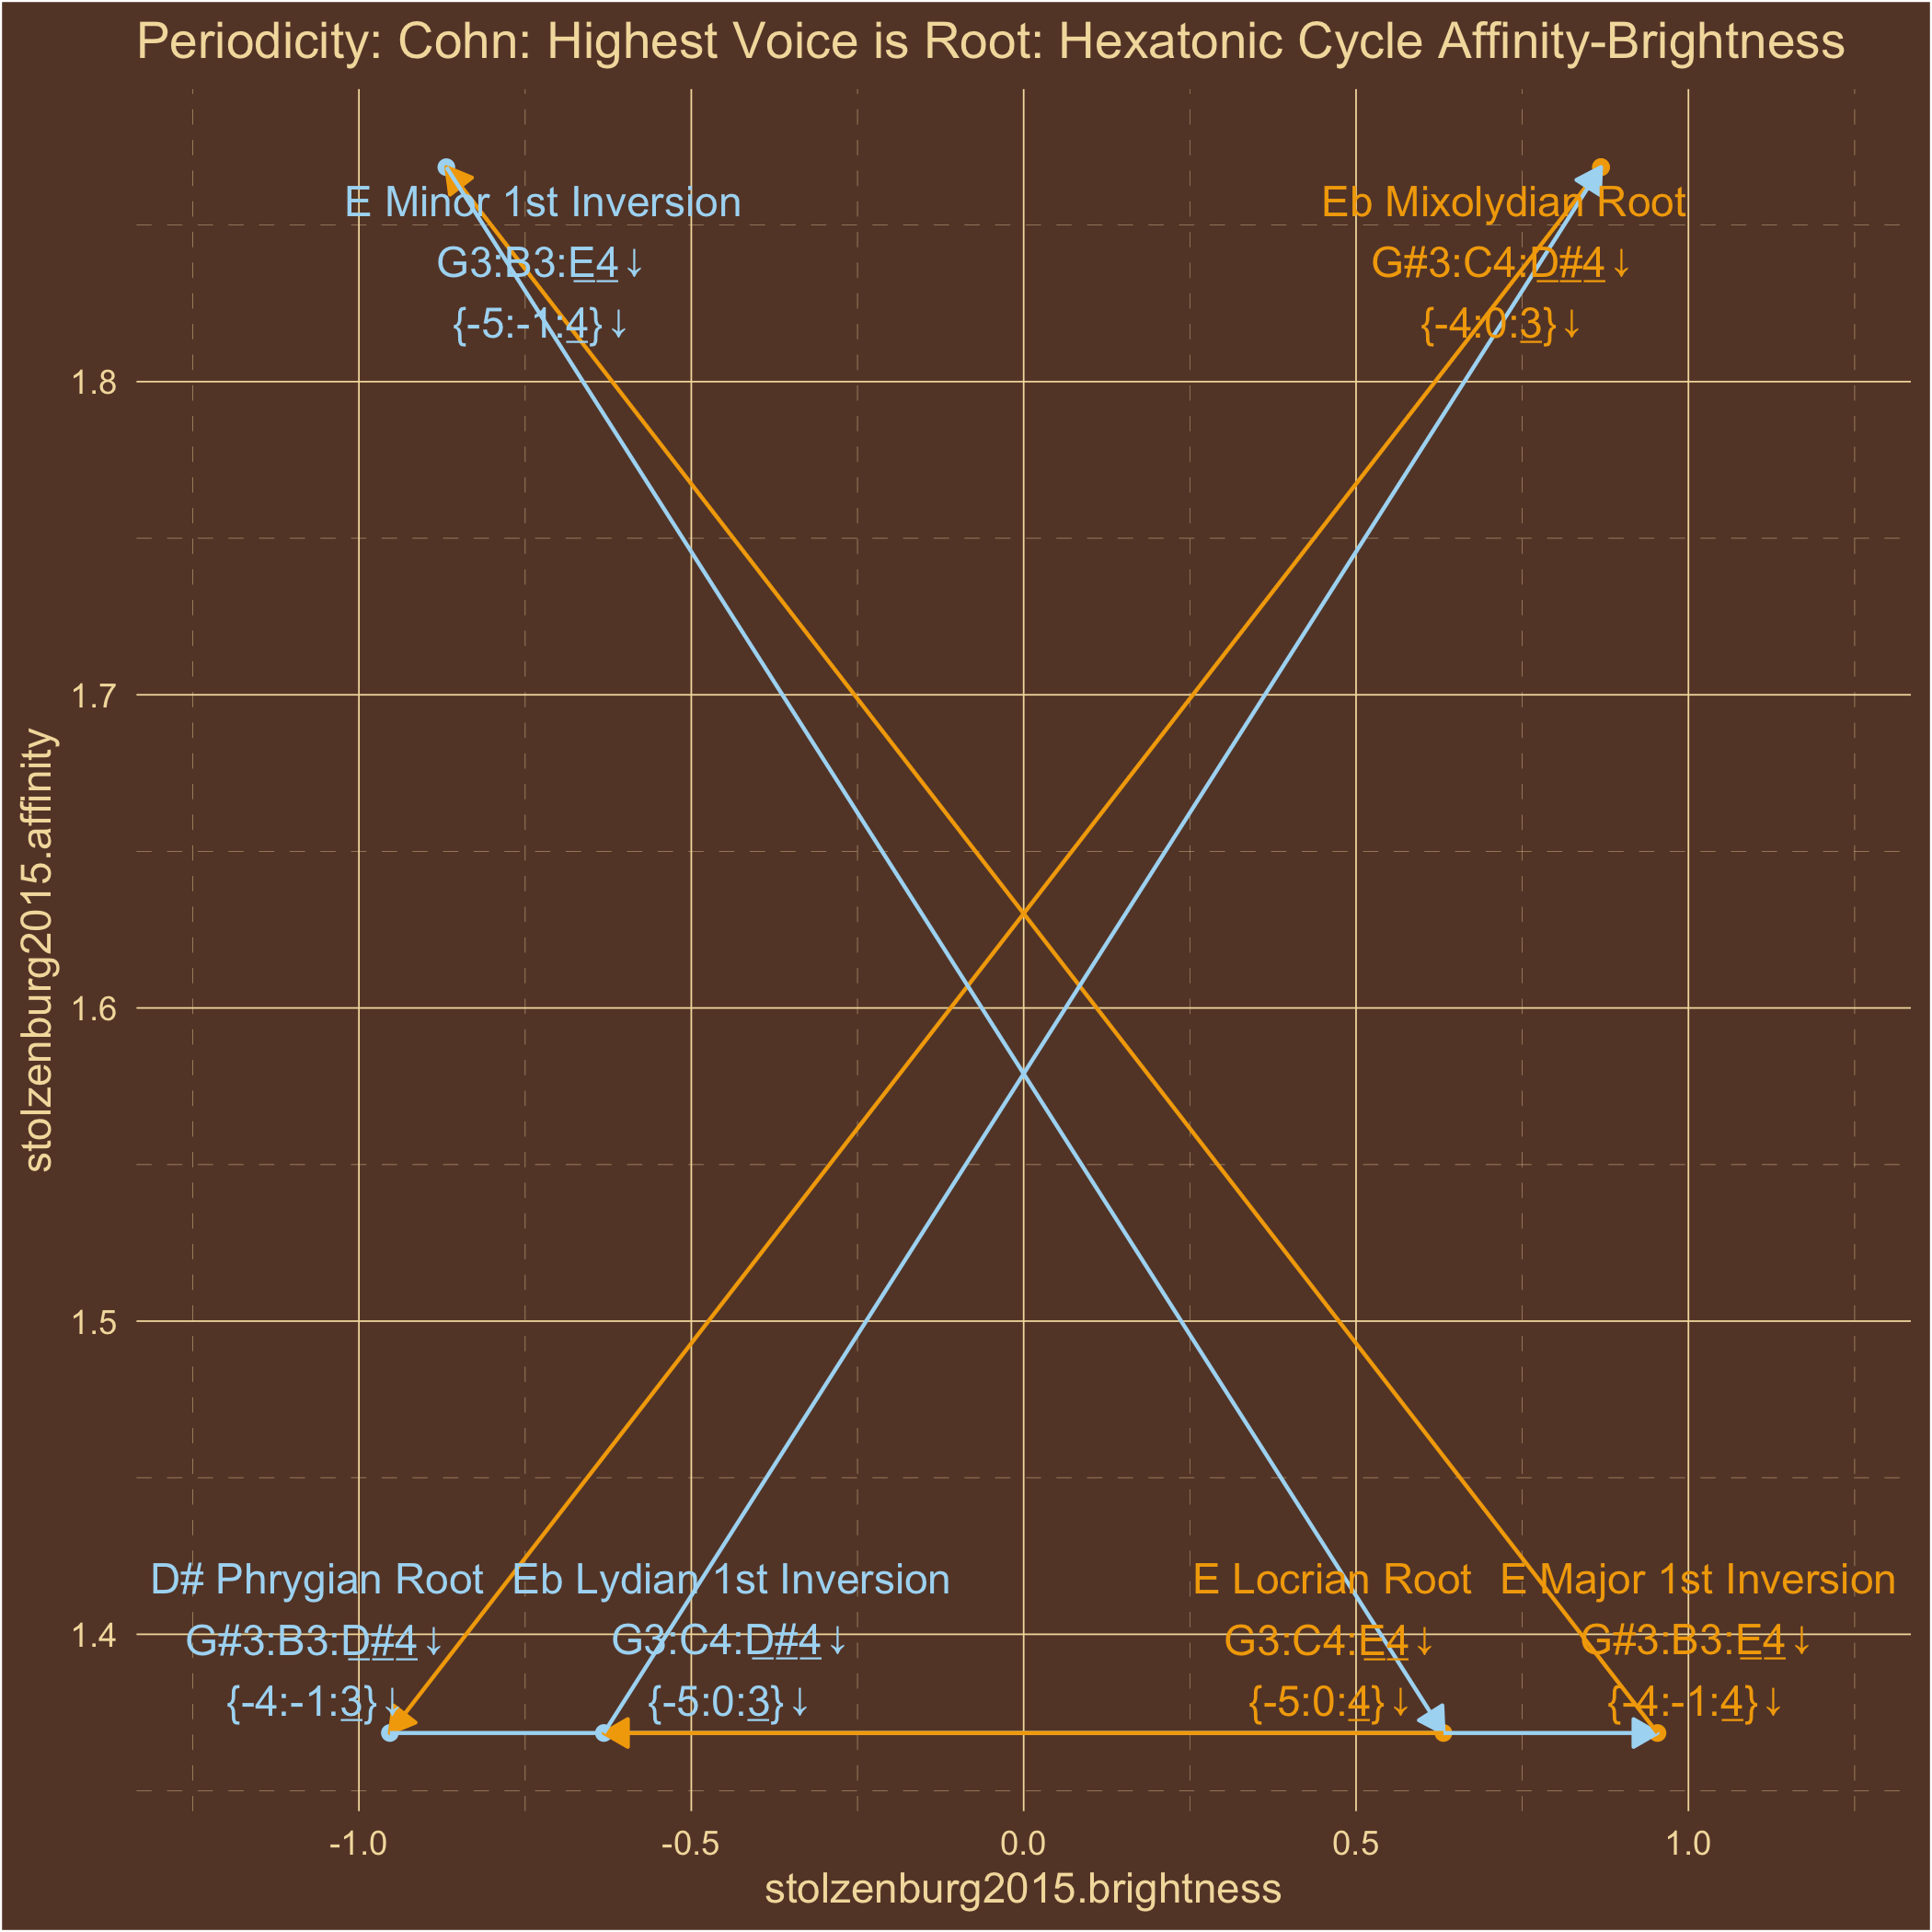 Periodicity: Cohn: Highest Voice is Root: Hexatonic Cycle Affinity-Brightness
E Minor 1st Inversion
G3:B3:E4↓
{-5:-1:4}↓
Eb Mixolydian Root
G#3:C4:D#4↓
{-4:0:3}↓
1.8
1.7
1.6
1.5
1.4
stolzenburg2015.affinity
D# Phrygian Root
G#3:B3:D#4↓
{-4:-1:3}↓
Eb Lydian 1st Inversion
G3:C4:D#4↓
{-5:0:3}↓
E Locrian Root
G3:C4:E4↓
{-5:0:4}↓
E Major 1st Inversion
G#3:B3:E4↓
{-4:-1:4}↓
-1.0
-0.5
0.0
0.5
1.0
stolzenburg2015.brightness